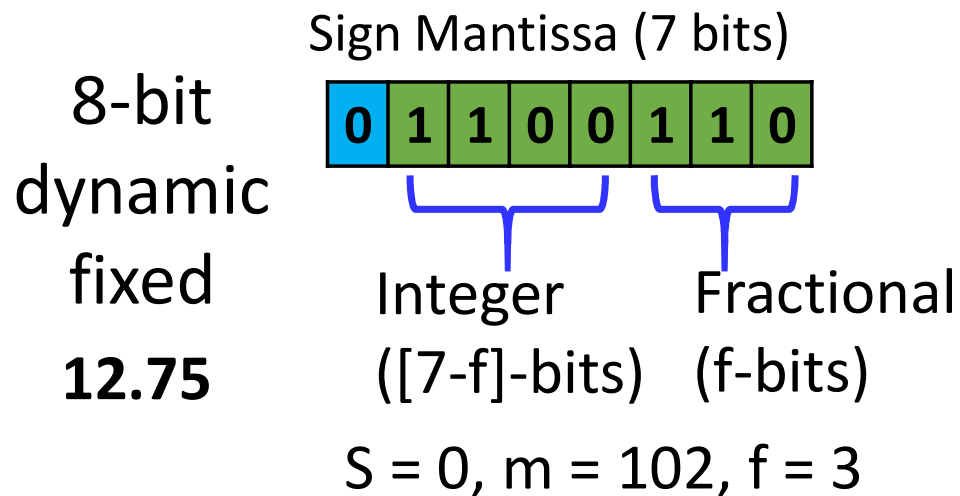 Sign Mantissa (7 bits)
8-bit
dynamic
fixed
12.75
0 1 1 0 0 1 1 0
Integer
([7-f]-bits)
Fractional
(f-bits)
S = 0, m = 102, f = 3